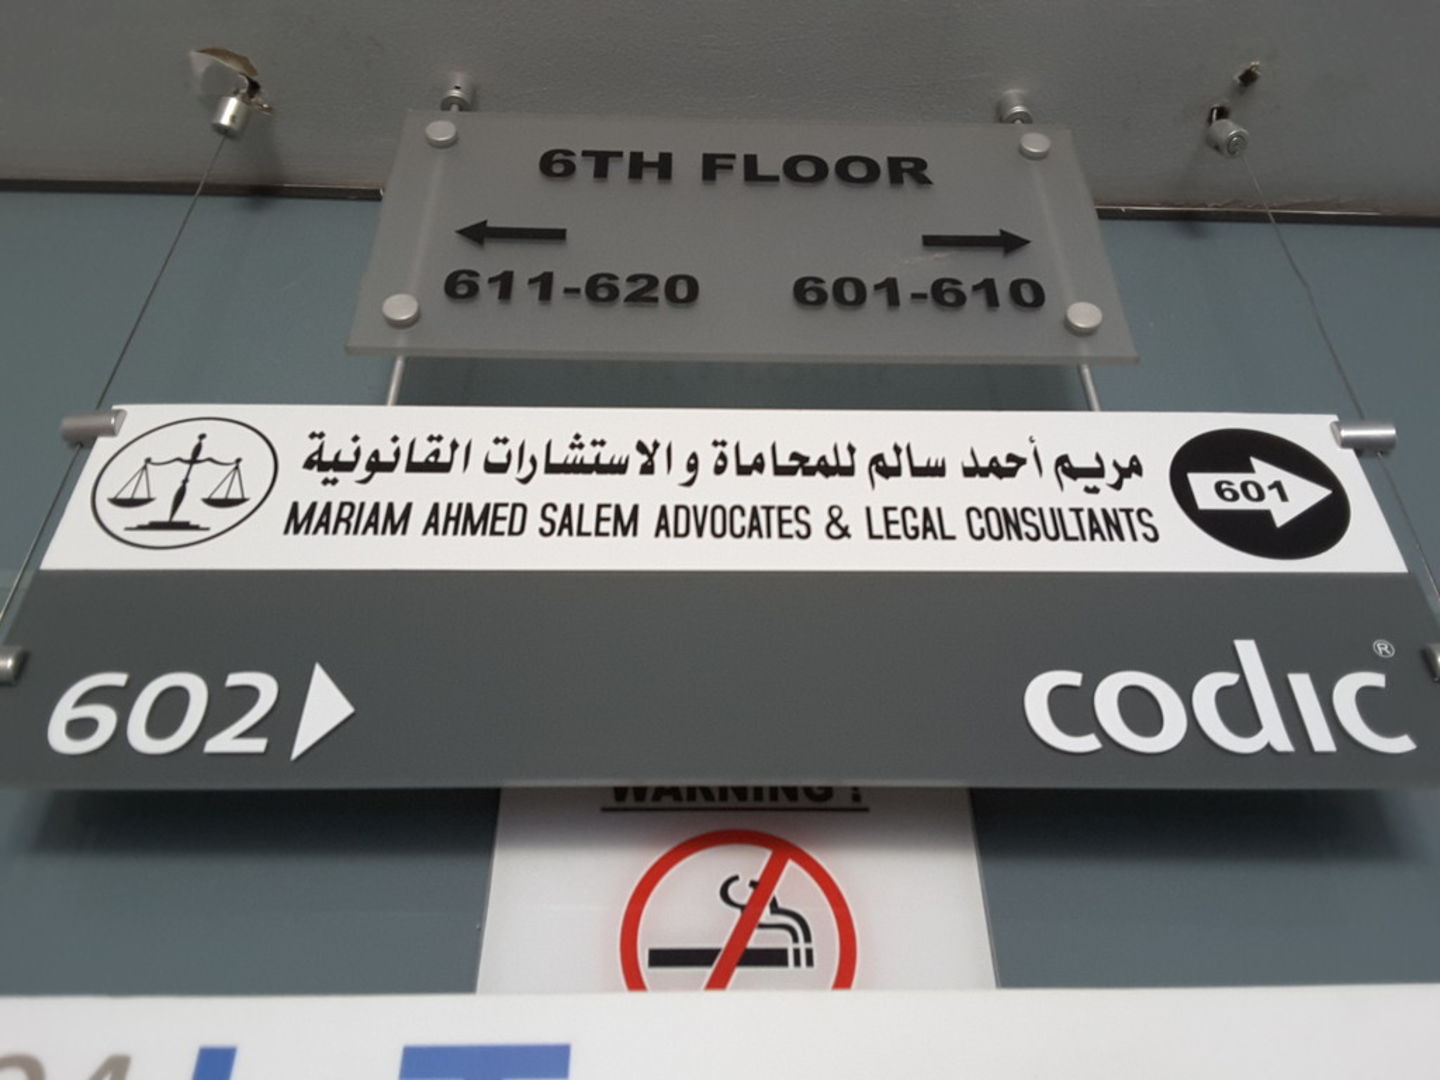 6TH FLOOR
611-620 601-610
مريم أحمد سالم للمحاماة و الاستشارات القانونية
MARIAM AHMED SALEM ADVOCATES & LEGAL CONSULTANTS
601
602 codic®
WARNING !